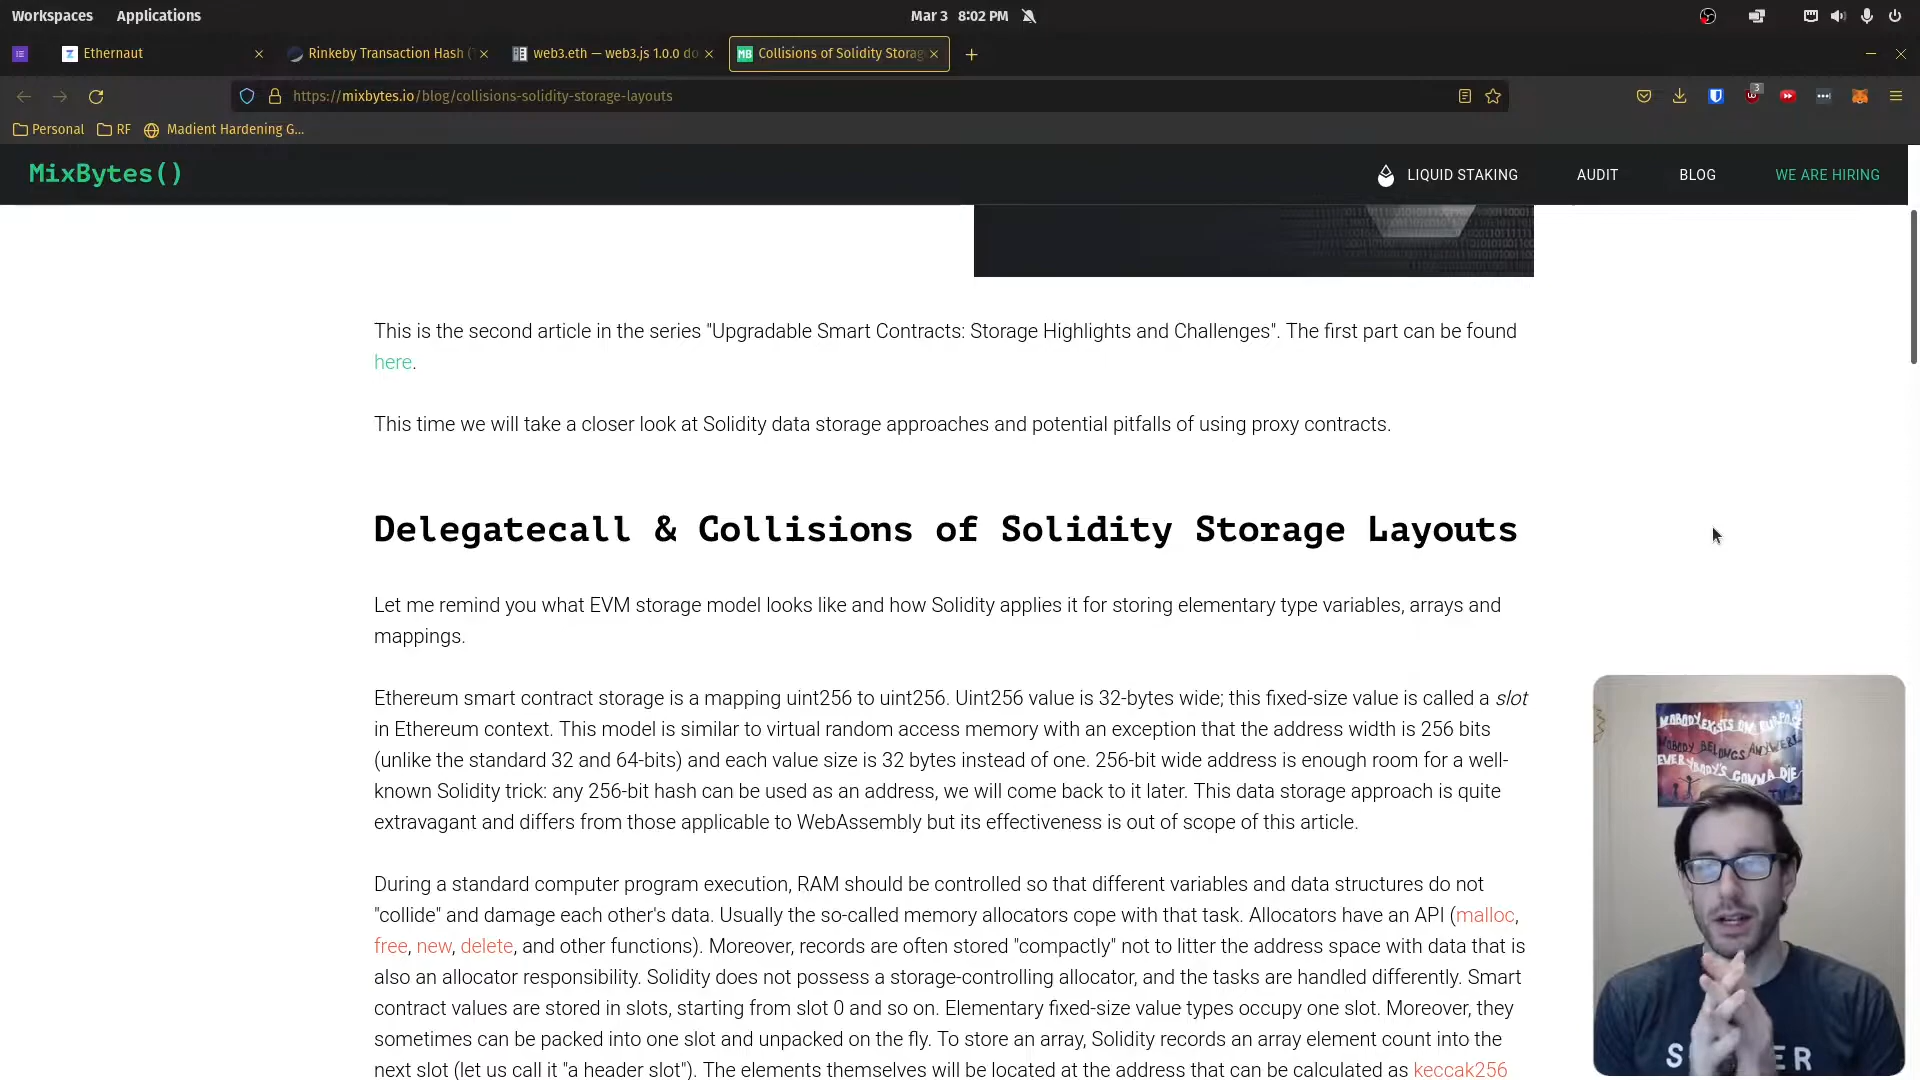 Workspaces Applications Mar 3 8:02 PM
Ethernaut Rinkeby Transaction Hash ( web3.eth — web3.js 1.0.0 do Collisions of Solidity Storag
https://mixbytes.io/blog/collisions-solidity-storage-layouts 3
Personal RF Madient Hardening G...
MixBytes() LIQUID STAKING AUDIT BLOG WE ARE HIRING
This is the second article in the series "Upgradable Smart Contracts: Storage Highlights and Challenges". The first part can be found
here.
This time we will take a closer look at Solidity data storage approaches and potential pitfalls of using proxy contracts.
Delegatecall & Collisions of Solidity Storage Layouts
Let me remind you what EVM storage model looks like and how Solidity applies it for storing elementary type variables, arrays and
mappings.
Ethereum smart contract storage is a mapping uint256 to uint256. Uint256 value is 32-bytes wide; this fixed-size value is called a slot
in Ethereum context. This model is similar to virtual random access memory with an exception that the address width is 256 bits
(unlike the standard 32 and 64-bits) and each value size is 32 bytes instead of one. 256-bit wide address is enough room for a well-
known Solidity trick: any 256-bit hash can be used as an address, we will come back to it later. This data storage approach is quite
extravagant and differs from those applicable to WebAssembly but its effectiveness is out of scope of this article.
During a standard computer program execution, RAM should be controlled so that different variables and data structures do not
"collide" and damage each other's data. Usually the so-called memory allocators cope with that task. Allocators have an API (malloc,
free, new, delete, and other functions). Moreover, records are often stored "compactly" not to litter the address space with data that is
also an allocator responsibility. Solidity does not possess a storage-controlling allocator, and the tasks are handled differently. Smart
contract values are stored in slots, starting from slot 0 and so on. Elementary fixed-size value types occupy one slot. Moreover, they
sometimes can be packed into one slot and unpacked on the fly. To store an array, Solidity records an array element count into the
next slot (let us call it "a header slot"). The elements themselves will be located at the address that can be calculated as keccak256
NOBODY EXISTS ON PURPOSE
NOBODY BELONGS ANYWHERE
EVERYBODY'S GONNA DIE
TV